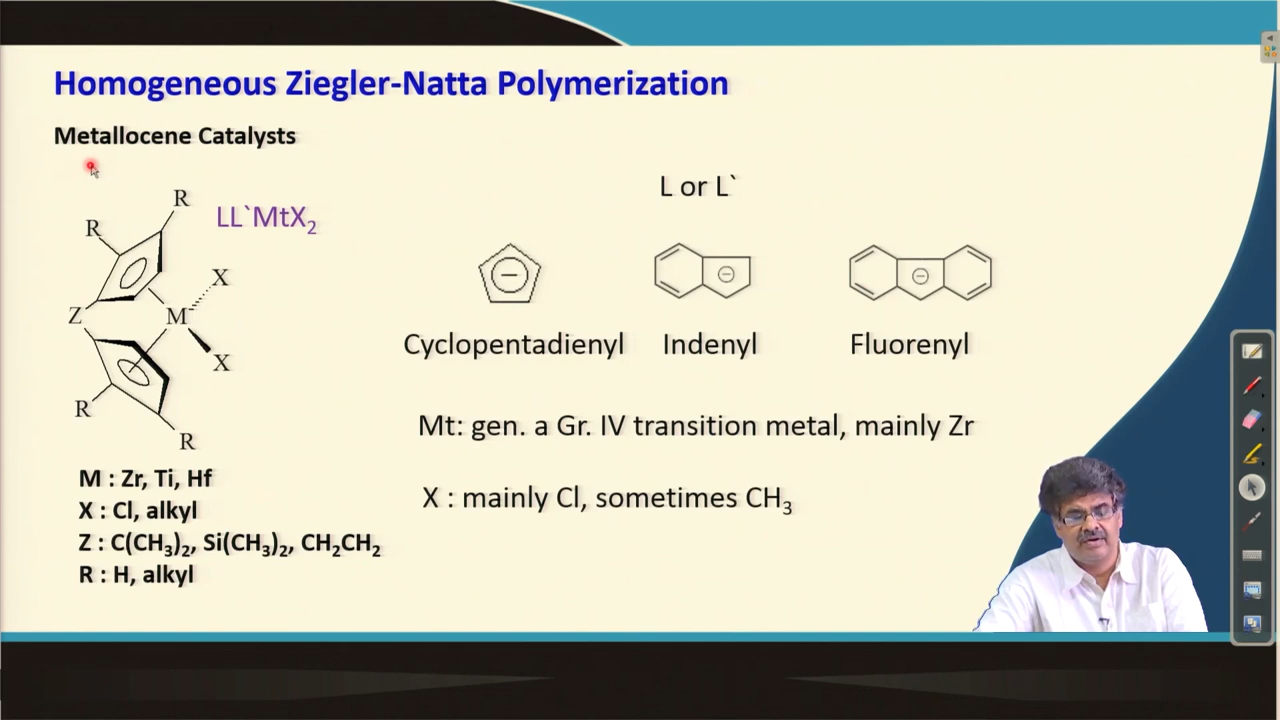 Homogeneous Ziegler-Natta Polymerization
Metallocene Catalysts
L or L`
R
LL`MtX₂
R
X
Z
M
X
R
R
Cyclopentadienyl
Indenyl
Fluorenyl
Mt: gen. a Gr. IV transition metal, mainly Zr
M : Zr, Ti, Hf
X : mainly Cl, sometimes CH₃
X : Cl, alkyl
Z : C(CH₃)₂, Si(CH₃)₂, CH₂CH₂
R : H, alkyl